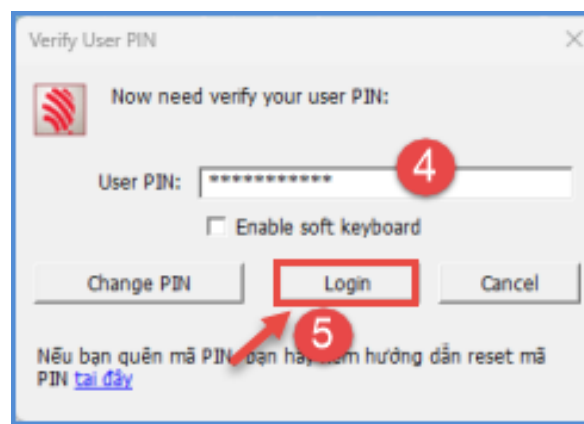 Verify User PIN
Now need verify your user PIN:
User PIN: ***********
4
Enable soft keyboard
Change PIN Login Cancel
5
Nếu bạn quên mã PIN, bạn hãy xem hướng dẫn reset mã
PIN tại đây